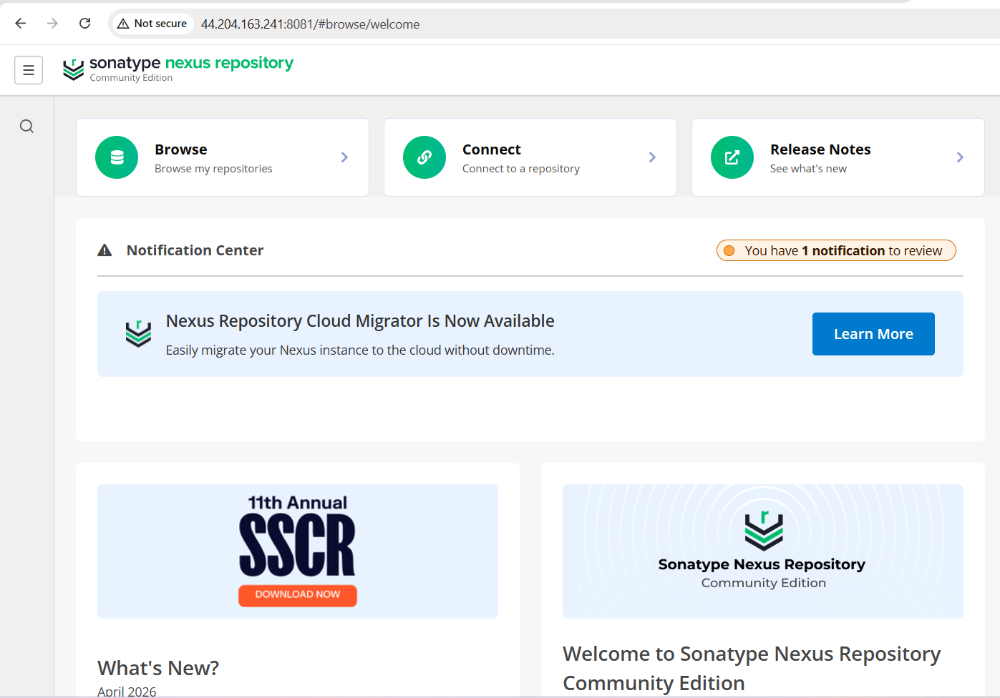 Not secure 44.204.163.241:8081/#browse/welcome
sonatype nexus repository
Community Edition
Browse
Browse my repositories
Connect
Connect to a repository
Release Notes
See what's new
Notification Center
You have 1 notification to review
Nexus Repository Cloud Migrator Is Now Available
Easily migrate your Nexus instance to the cloud without downtime.
Learn More
11th Annual
SSCR
DOWNLOAD NOW
What's New?
April 2026
Sonatype Nexus Repository
Community Edition
Welcome to Sonatype Nexus Repository
Community Edition